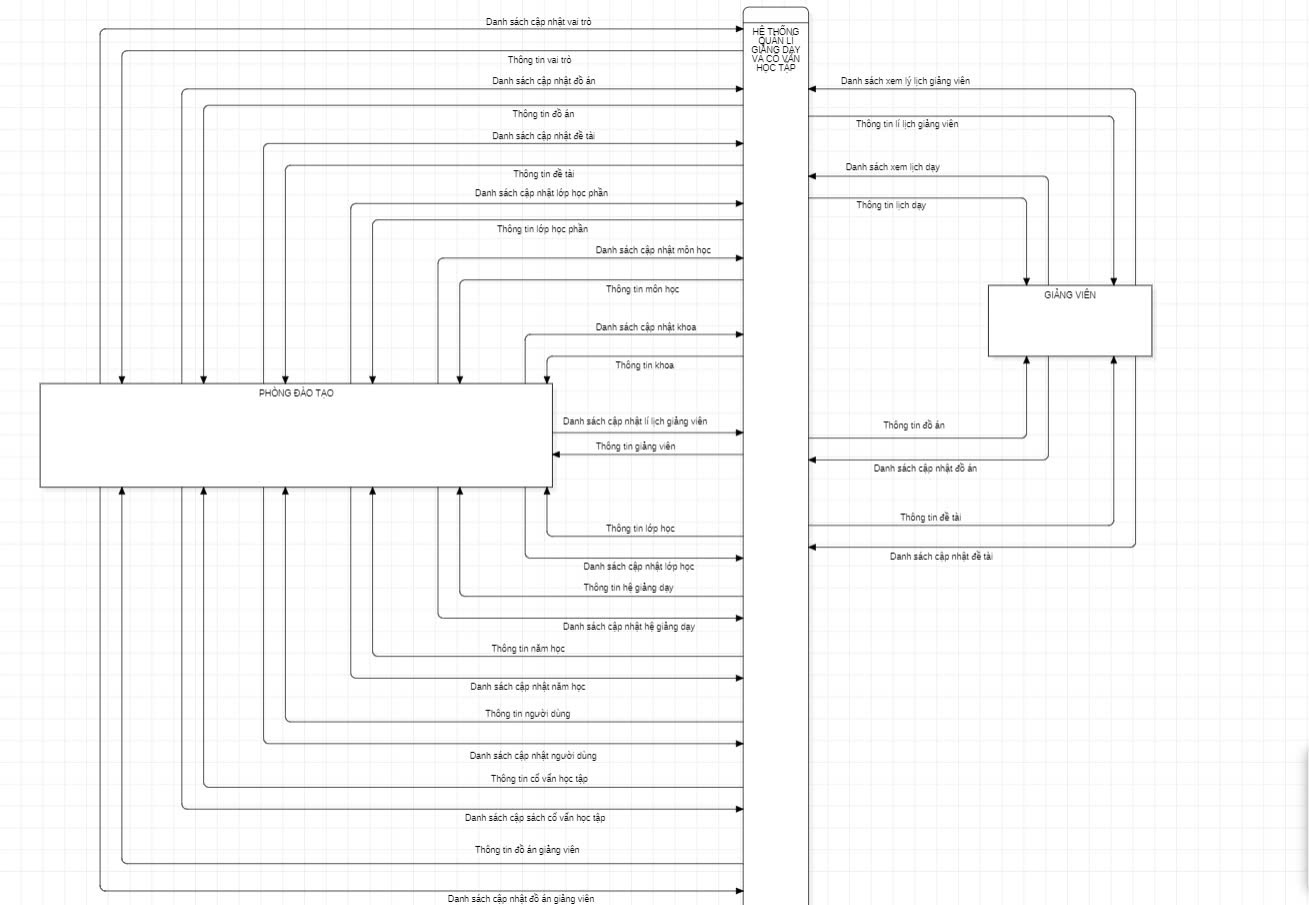 Danh sách cập nhật vai trò
Thông tin vai trò
Danh sách cập nhật đồ án
Thông tin đồ án
Danh sách cập nhật đề tài
Thông tin đề tài
Danh sách cập nhật lớp học phần
Thông tin lớp học phần
Danh sách cập nhật môn học
Thông tin môn học
Danh sách cập nhật khoa
Thông tin khoa
PHÒNG ĐÀO TẠO
Danh sách cập nhật lí lịch giảng viên
Thông tin giảng viên
Thông tin lớp học
Danh sách cập nhật lớp học
Thông tin hệ giảng dạy
Danh sách cập nhật hệ giảng dạy
Thông tin năm học
Danh sách cập nhật năm học
Thông tin người dùng
Danh sách cập nhật người dùng
Thông tin cố vấn học tập
Danh sách cập sách cố vấn học tập
Thông tin đồ án giảng viên
Danh sách cập nhật đồ án giảng viên
HỆ THỐNG
QUẢN LÍ
GIẢNG DẠY
VÀ CỐ VẤN
HỌC TẬP
Danh sách xem lý lịch giảng viên
Thông tin lí lịch giảng viên
Danh sách xem lịch dạy
Thông tin lịch dạy
GIẢNG VIÊN
Thông tin đồ án
Danh sách cập nhật đồ án
Thông tin đề tài
Danh sách cập nhật đề tài